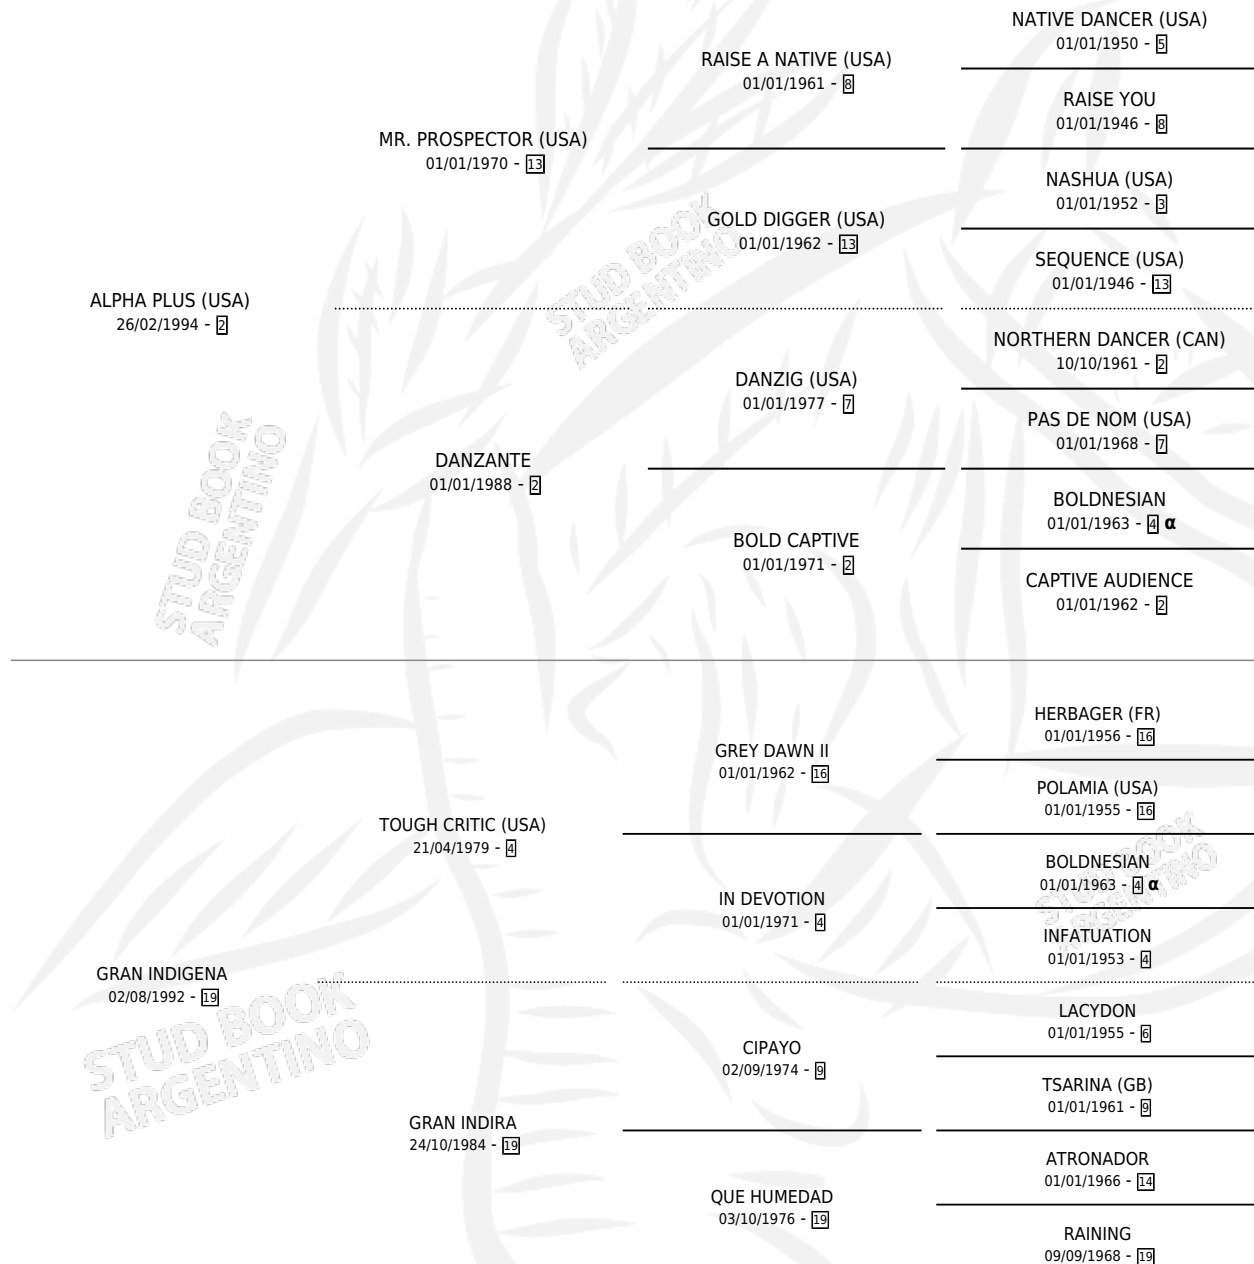 NATIVE DANCER (USA)
01/01/1950 - 5
RAISE A NATIVE (USA)
01/01/1961 - 8
RAISE YOU
01/01/1946 - 8
MR. PROSPECTOR (USA)
01/01/1970 - 13
NASHUA (USA)
01/01/1952 - 3
GOLD DIGGER (USA)
01/01/1962 - 13
SEQUENCE (USA)
01/01/1946 - 13
ALPHA PLUS (USA)
26/02/1994 - 2
NORTHERN DANCER (CAN)
10/10/1961 - 2
DANZIG (USA)
01/01/1977 - 7
PAS DE NOM (USA)
01/01/1968 - 7
DANZANTE
01/01/1988 - 2
BOLDNESIAN
01/01/1963 - 4 α
BOLD CAPTIVE
01/01/1971 - 2
CAPTIVE AUDIENCE
01/01/1962 - 2
HERBAGER (FR)
01/01/1956 - 16
GREY DAWN II
01/01/1962 - 16
POLAMIA (USA)
01/01/1955 - 16
TOUGH CRITIC (USA)
21/04/1979 - 4
BOLDNESIAN
01/01/1963 - 4 α
IN DEVOTION
01/01/1971 - 4
INFATUATION
01/01/1953 - 4
GRAN INDIGENA
02/08/1992 - 19
LACYDON
01/01/1955 - 6
CIPAYO
02/09/1974 - 9
TSARINA (GB)
01/01/1961 - 9
GRAN INDIRA
24/10/1984 - 19
ATRONADOR
01/01/1966 - 14
QUE HUMEDAD
03/10/1976 - 19
RAINING
09/09/1968 - 19
STUD BOOK
ARGENTINO
STUD BOOK
ARGENTINO
STUD BOOK
ARGENTINO
STUD BOOK
ARGENTINO